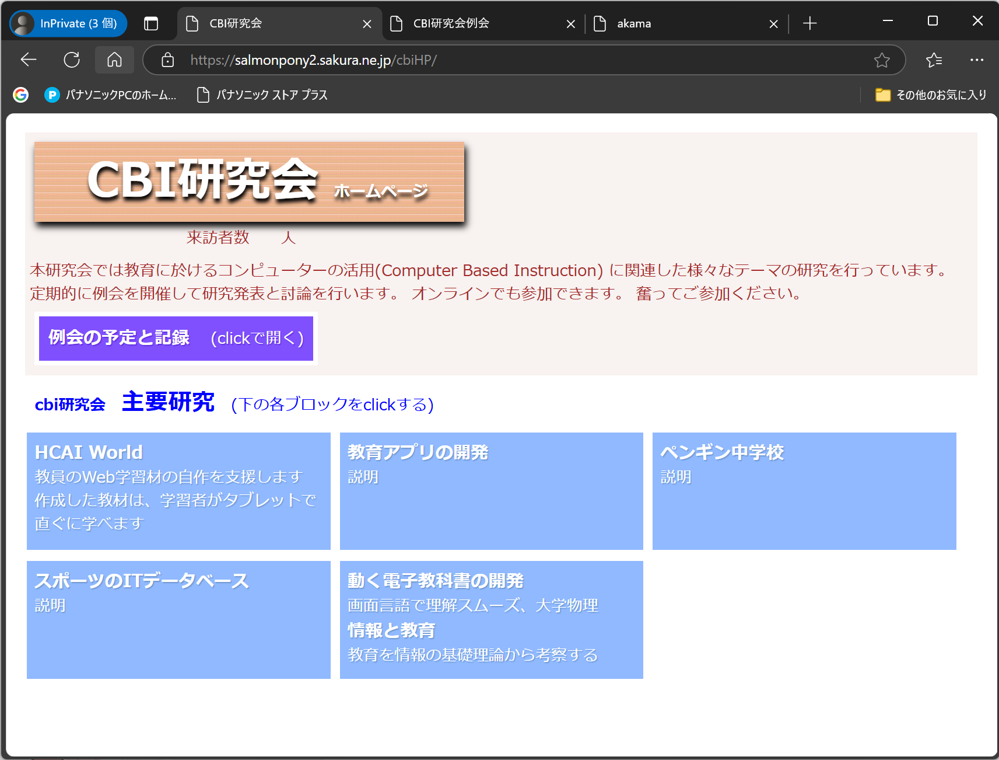 InPrivate (3 個)
CBI研究会
CBI研究会例会
akama
https://salmonpony2.sakura.ne.jp/cbiHP/
パナソニックPCのホーム...
パナソニック ストア プラス
その他のお気に入り
CBI研究会 ホームページ
来訪者数 人
本研究会では教育に於けるコンピューターの活用(Computer Based Instruction) に関連した様々なテーマの研究を行っています。
定期的に例会を開催して研究発表と討論を行います。 オンラインでも参加できます。 奮ってご参加ください。
例会の予定と記録 (clickで開く)
cbi研究会 主要研究 (下の各ブロックをclickする)
HCAI World
教員のWeb学習材の自作を支援します
作成した教材は、学習者がタブレットで
直ぐに学べます
教育アプリの開発
説明
ペンギン中学校
説明
スポーツのITデータベース
説明
動く電子教科書の開発
画面言語で理解スムーズ、大学物理
情報と教育
教育を情報の基礎理論から考察する